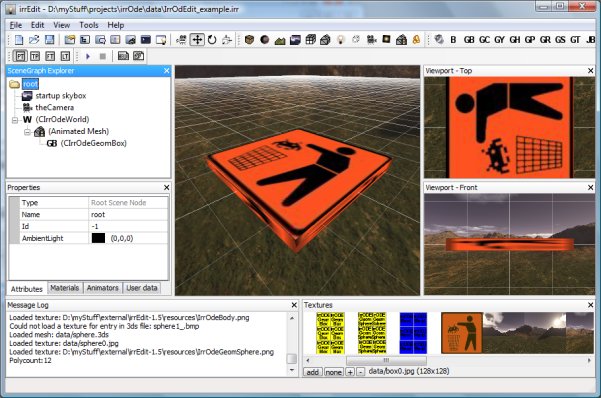 irrEdit - D:\myStuff\projects\irrOde\data\IrrOdEdit_example.irr
File Edit View Tools Help
B GB GC GY GH GP GR GS GT JB
SceneGraph Explorer
root
startup skybox
theCamera
W (CIrrOdeWorld)
(Animated Mesh)
GB (CIrrOdeGeomBox)
Viewport - Top
Viewport - Front
Properties
Type Root Scene Node
Name root
Id -1
AmbientLight (0,0,0)
Attributes Materials Animators User data
Message Log
Loaded texture: D:\myStuff\external\irrEdit-1.5\resources\IrrOdeBody.png
Could not load a texture for entry in 3ds file: sphere1_.bmp
Loaded mesh: data/sphere.3ds
Loaded texture: data/sphere0.jpg
Loaded texture: D:\myStuff\external\irrEdit-1.5\resources\IrrOdeGeomSphere.png
Polycount:12
Textures
add none + - data/box0.jpg (128x128)